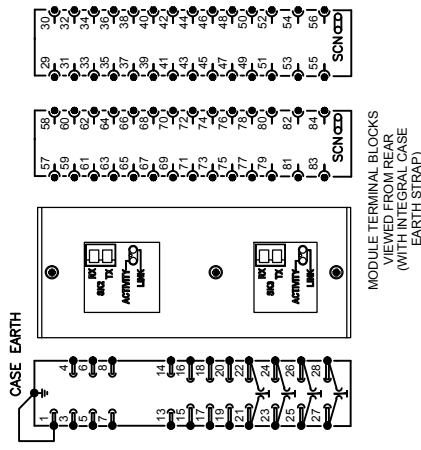 30 32 34 36 38 40 42 44 46 48 50 52 54 56
29 31 33 35 37 39 41 43 45 47 49 51 53 55
SCN
58 60 62 64 66 68 70 72 74 76 78 80 82 84
57 59 61 63 65 67 69 71 73 75 77 79 81 83
SCN
RX
TX
SK2
ACTIVITY
LINK
RX
TX
SK3
ACTIVITY
LINK
CASE EARTH
4 6 8 14 16 18 20 22 24 26 28
1 3 5 7 13 15 17 19 21 23 25 27
MODULE TERMINAL BLOCKS
VIEWED FROM REAR
(WITH INTEGRAL CASE
EARTH STRAP)